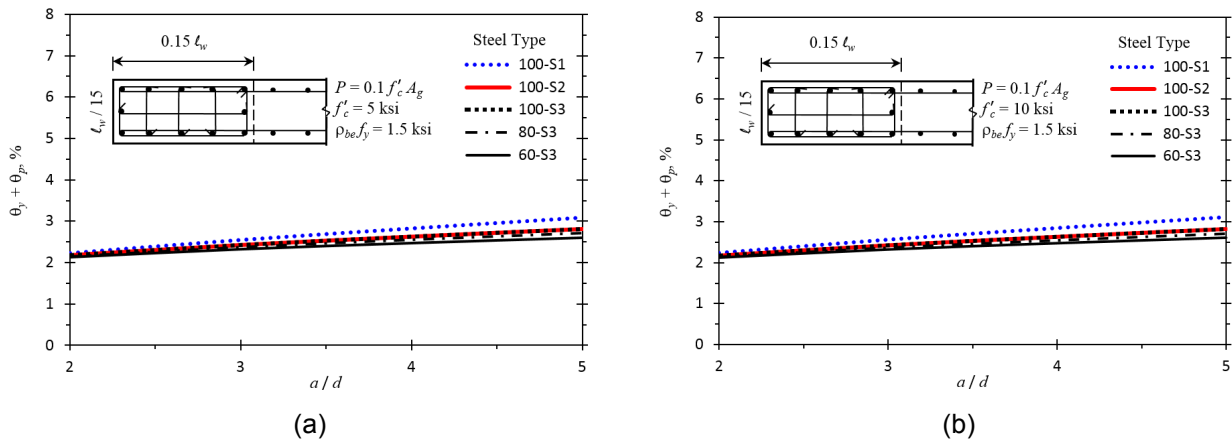 8
7
6
5
4
3
2
1
0
θy + θp, %
0.15 ℓw
ℓw / 15
P = 0.1 f′c Ag
f′c = 5 ksi
ρbe fy = 1.5 ksi
Steel Type
100-S1
100-S2
100-S3
80-S3
60-S3
2 3 4 5
a / d
(a)
8
7
6
5
4
3
2
1
0
θy + θp, %
0.15 ℓw
ℓw / 15
P = 0.1 f′c Ag
f′c = 10 ksi
ρbe fy = 1.5 ksi
Steel Type
100-S1
100-S2
100-S3
80-S3
60-S3
2 3 4 5
a / d
(b)